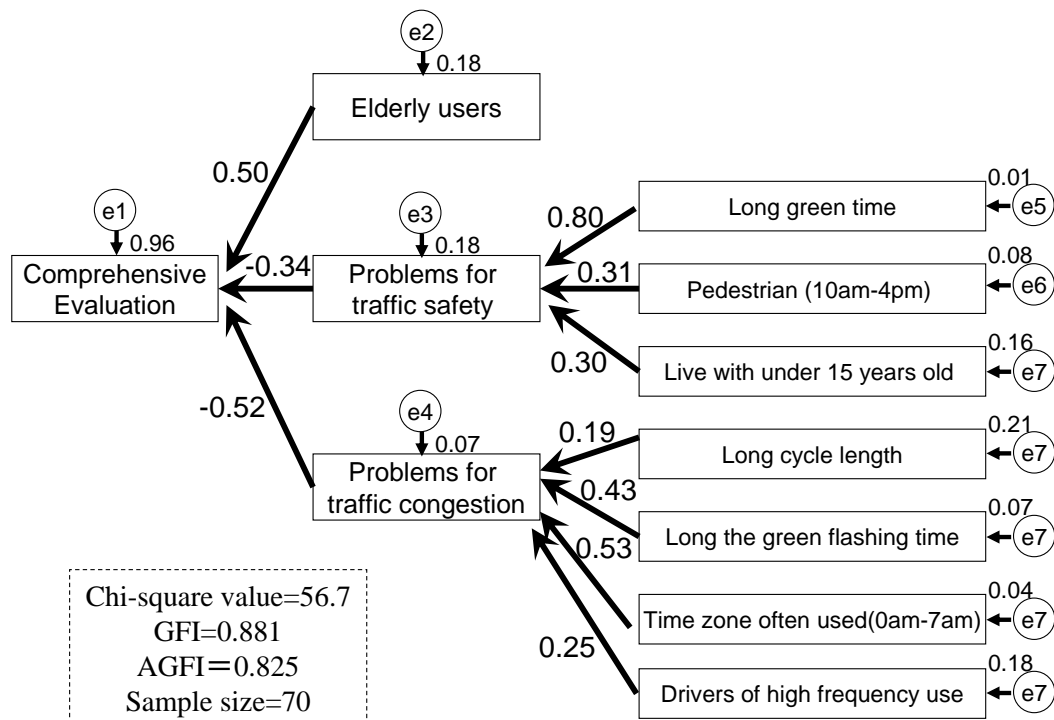 e2
0.18
Elderly users
0.50
e1
0.96
Comprehensive
Evaluation
e3
0.18
-0.34
Problems for
traffic safety
0.80
0.31
0.30
Long green time
0.01
e5
Pedestrian (10am-4pm)
0.08
e6
Live with under 15 years old
0.16
e7
-0.52
e4
0.07
Problems for
traffic congestion
0.19
0.43
0.53
0.25
Long cycle length
0.21
e7
Long the green flashing time
0.07
e7
Time zone often used(0am-7am)
0.04
e7
Drivers of high frequency use
0.18
e7
Chi-square value=56.7
GFI=0.881
AGFI＝0.825
Sample size=70